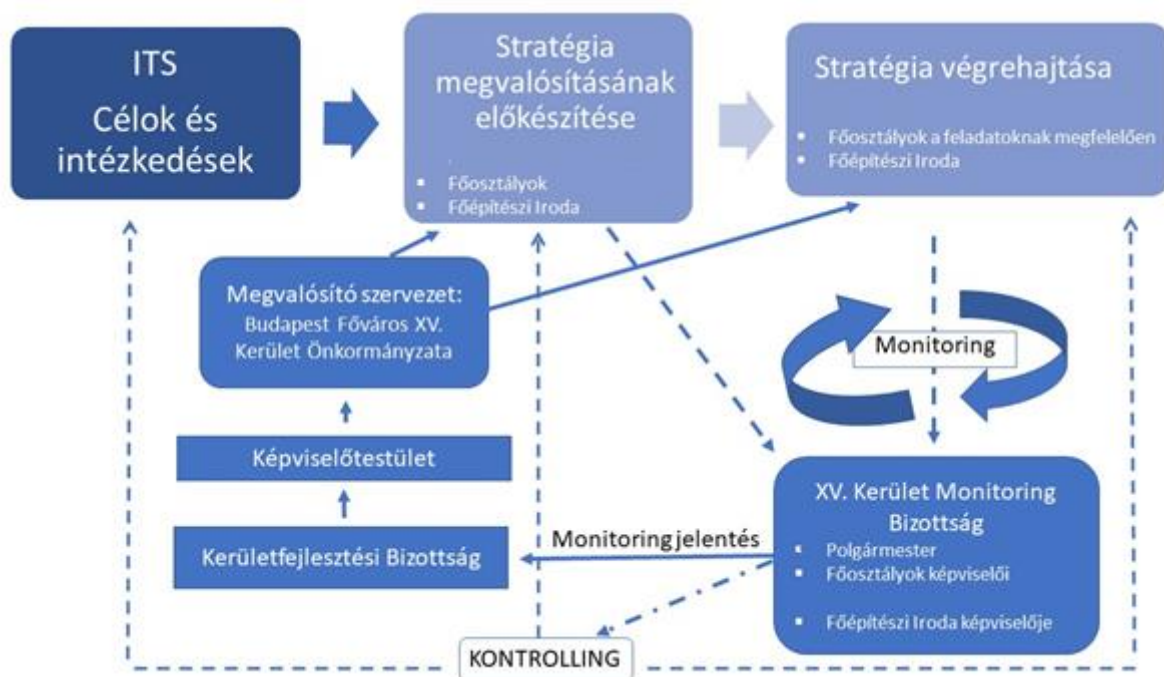 ITS
Célok és
intézkedések
Stratégia
megvalósításának
előkészítése
Főosztályok
Főépítészi Iroda
Stratégia végrehajtása
Főosztályok a feladatoknak megfelelően
Főépítészi Iroda
Megvalósító szervezet:
Budapest Főváros XV.
Kerület Önkormányzata
Monitoring
Képviselőtestület
Kerületfejlesztési Bizottság
Monitoring jelentés
XV. Kerület Monitoring
Bizottság
Polgármester
Főosztályok képviselői
Főépítészi Iroda képviselője
KONTROLLING